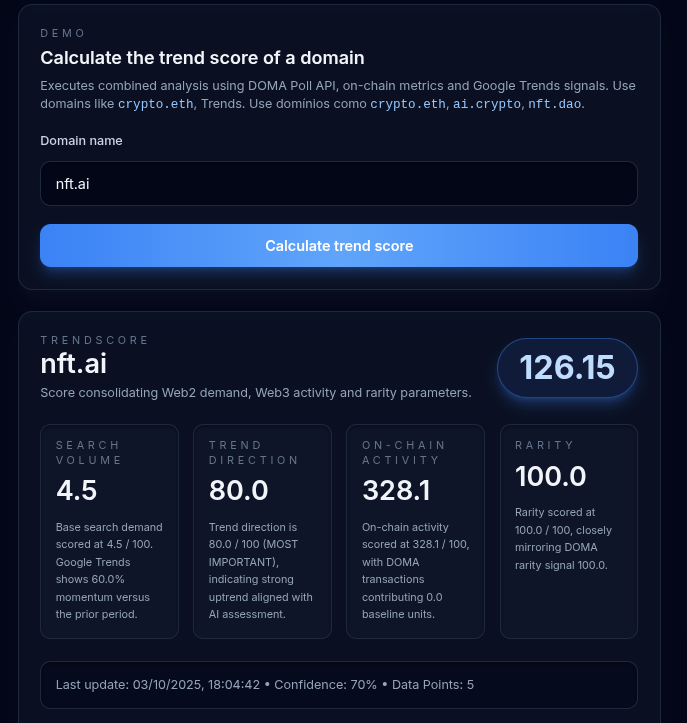 DEMO
Calculate the trend score of a domain
Executes combined analysis using DOMA Poll API, on-chain metrics and Google Trends signals. Use
domains like crypto.eth, Trends. Use domínios como crypto.eth, ai.crypto, nft.dao.
Domain name
nft.ai
Calculate trend score
TRENDSCORE
nft.ai
126.15
Score consolidating Web2 demand, Web3 activity and rarity parameters.
SEARCH
VOLUME
4.5
Base search demand
scored at 4.5 / 100.
Google Trends
shows 60.0%
momentum versus
the prior period.
TREND
DIRECTION
80.0
Trend direction is
80.0 / 100 (MOST
IMPORTANT),
indicating strong
uptrend aligned with
AI assessment.
ON-CHAIN
ACTIVITY
328.1
On-chain activity
scored at 328.1 / 100,
with DOMA
transactions
contributing 0.0
baseline units.
RARITY
100.0
Rarity scored at
100.0 / 100, closely
mirroring DOMA
rarity signal 100.0.
Last update: 03/10/2025, 18:04:42 • Confidence: 70% • Data Points: 5